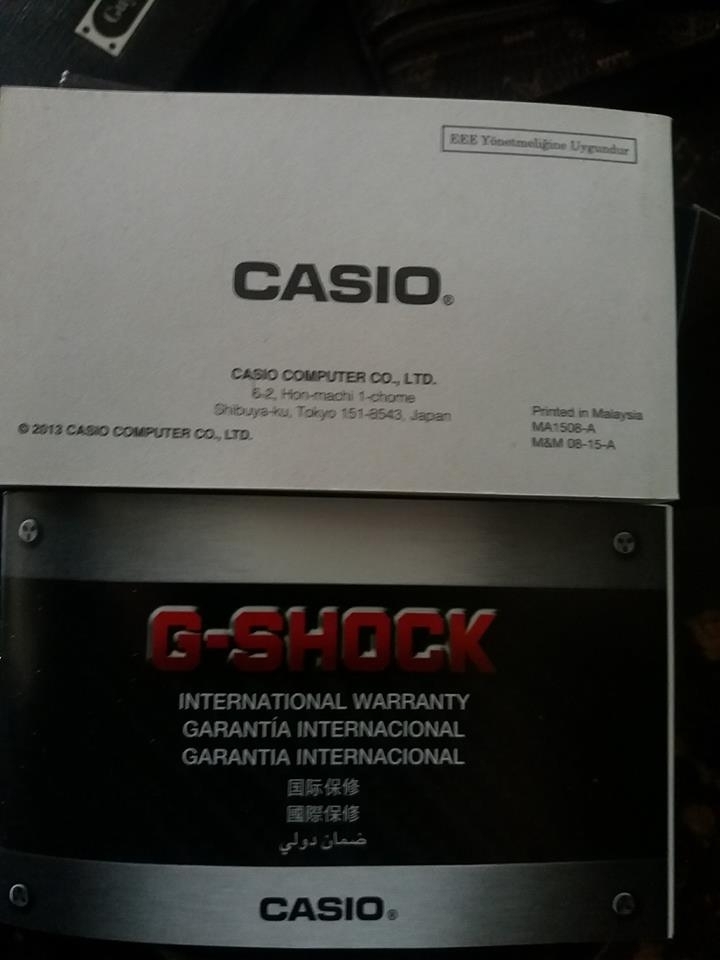 EEE Yönetmeliğine Uygundur
CASIO®
CASIO COMPUTER CO., LTD.
6-2, Hon-machi 1-chome
Shibuya-ku, Tokyo 151-8543, Japan
© 2013 CASIO COMPUTER CO., LTD.
Printed in Malaysia
MA1508-A
M&M 08-15-A
G-SHOCK
INTERNATIONAL WARRANTY
GARANTÍA INTERNACIONAL
GARANTIA INTERNACIONAL
国际保修
國際保修
ضمان دولي
CASIO®